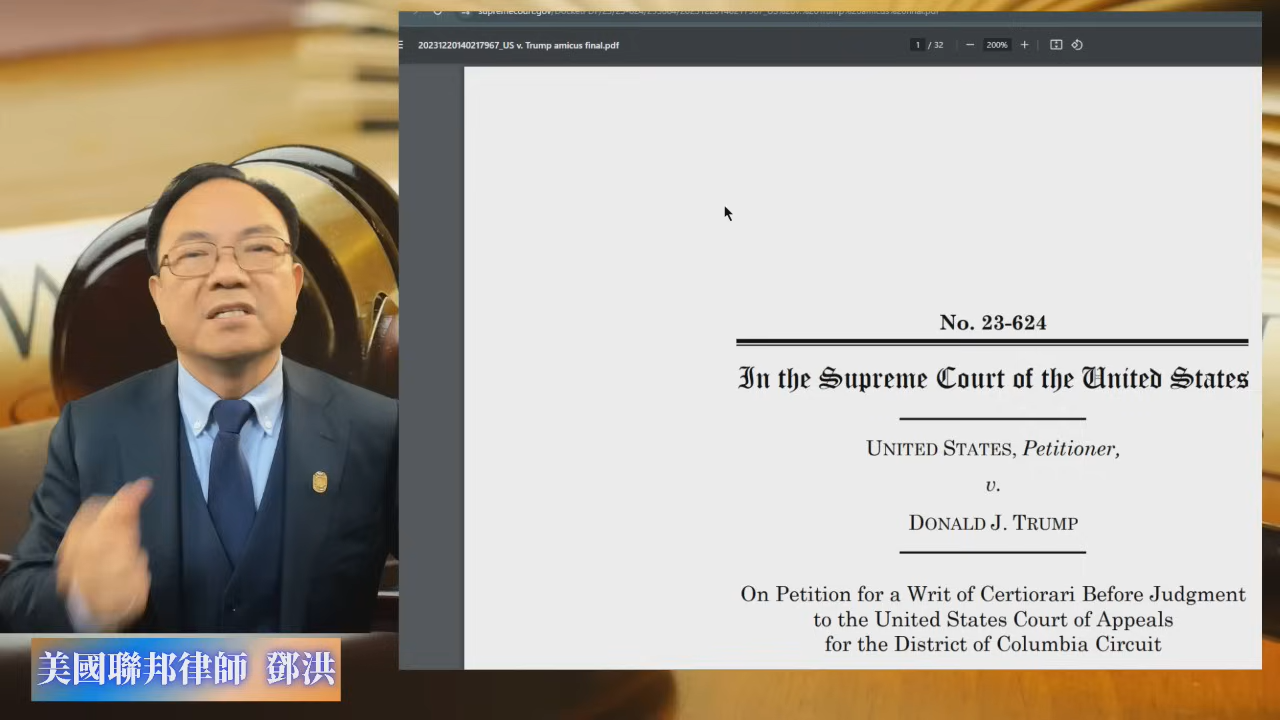 20231220140217967_US v. Trump amicus final.pdf
1 / 32
200%
No. 23-624
In the Supreme Court of the United States
UNITED STATES, Petitioner,
v.
DONALD J. TRUMP
On Petition for a Writ of Certiorari Before Judgment
to the United States Court of Appeals
for the District of Columbia Circuit
美國聯邦律師 鄧洪